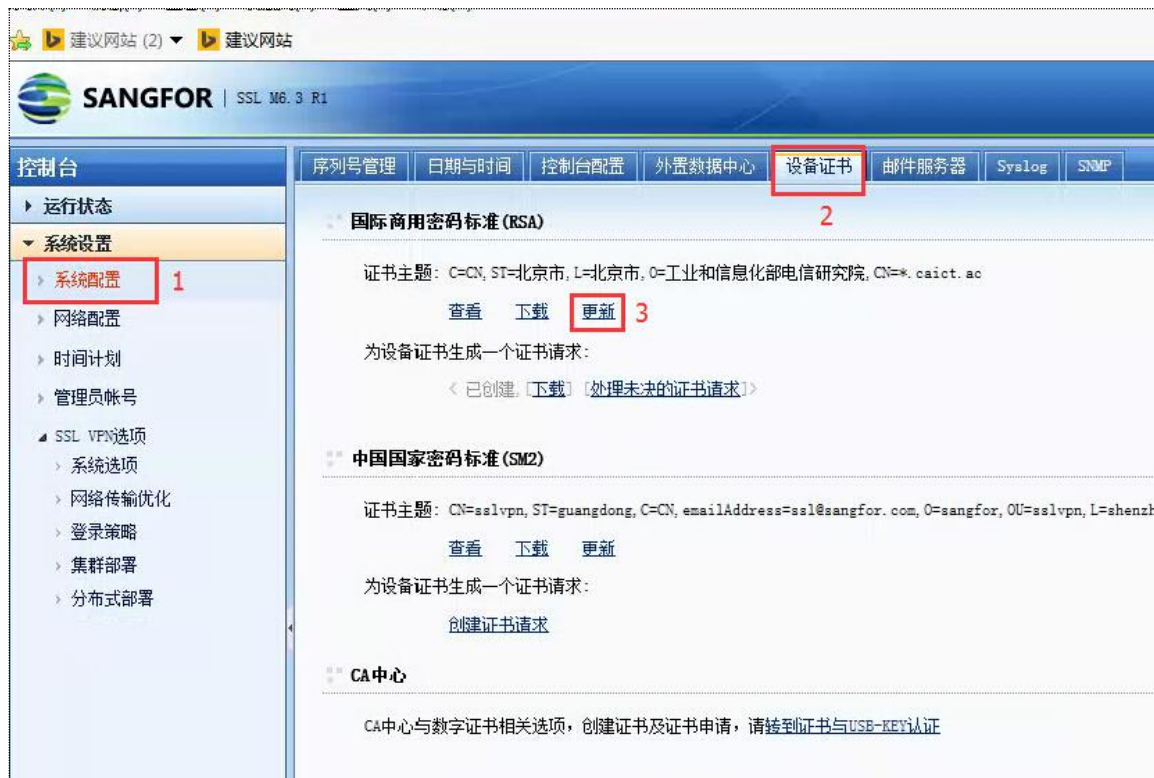 建议网站 (2) 建议网站
SANGFOR | SSL M6.3 R1
控制台
运行状态
系统设置
系统配置 1
网络配置
时间计划
管理员帐号
SSL VPN选项
系统选项
网络传输优化
登录策略
集群部署
分布式部署
序列号管理 日期与时间 控制台配置 外置数据中心 设备证书 邮件服务器 Syslog SNMP
2
国际商用密码标准(RSA)
证书主题: C=CN, ST=北京市, L=北京市, O=工业和信息化部电信研究院, CN=*.caict.ac
查看 下载 更新 3
为设备证书生成一个证书请求:
< 已创建, [下载] [处理未决的证书请求]>
中国国家密码标准(SM2)
证书主题: CN=sslvpn, ST=guangdong, C=CN, emailAddress=ssl@sangfor.com, O=sangfor, OU=sslvpn, L=shenzh
查看 下载 更新
为设备证书生成一个证书请求:
创建证书请求
CA中心
CA中心与数字证书相关选项，创建证书及证书申请，请转到证书与USB-KEY认证